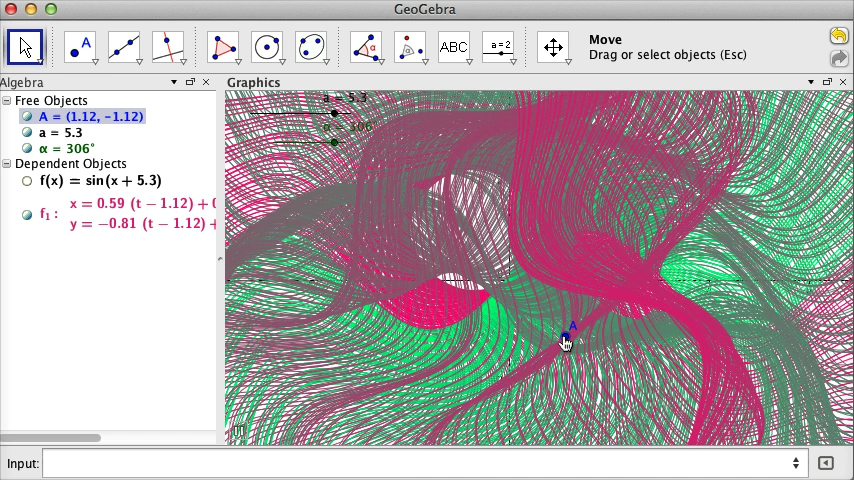 GeoGebra
A
α
α
ABC
a = 2
Move
Drag or select objects (Esc)
Algebra
Graphics
Free Objects
A = (1.12, −1.12)
a = 5.3
α = 306°
Dependent Objects
f(x) = sin(x + 5.3)
f₁ :
x = 0.59 (t − 1.12) +
y = −0.81 (t − 1.12) +
a = 5.3
α = 306
A
Input: